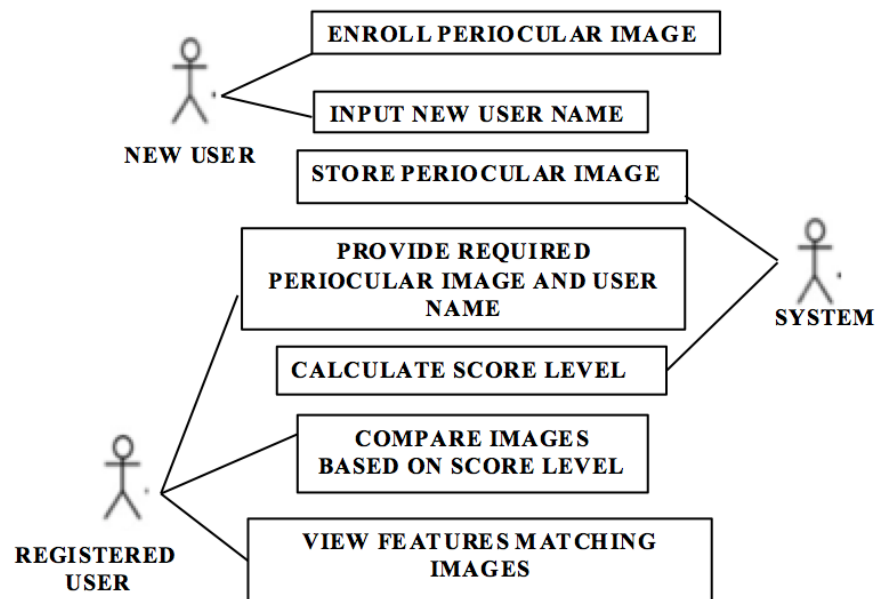 ENROLL PERIOCULAR IMAGE
INPUT NEW USER NAME
NEW USER
STORE PERIOCULAR IMAGE
PROVIDE REQUIRED
PERIOCULAR IMAGE AND USER
NAME
SYSTEM
CALCULATE SCORE LEVEL
COMPARE IMAGES
BASED ON SCORE LEVEL
VIEW FEATURES MATCHING
IMAGES
REGISTERED
USER